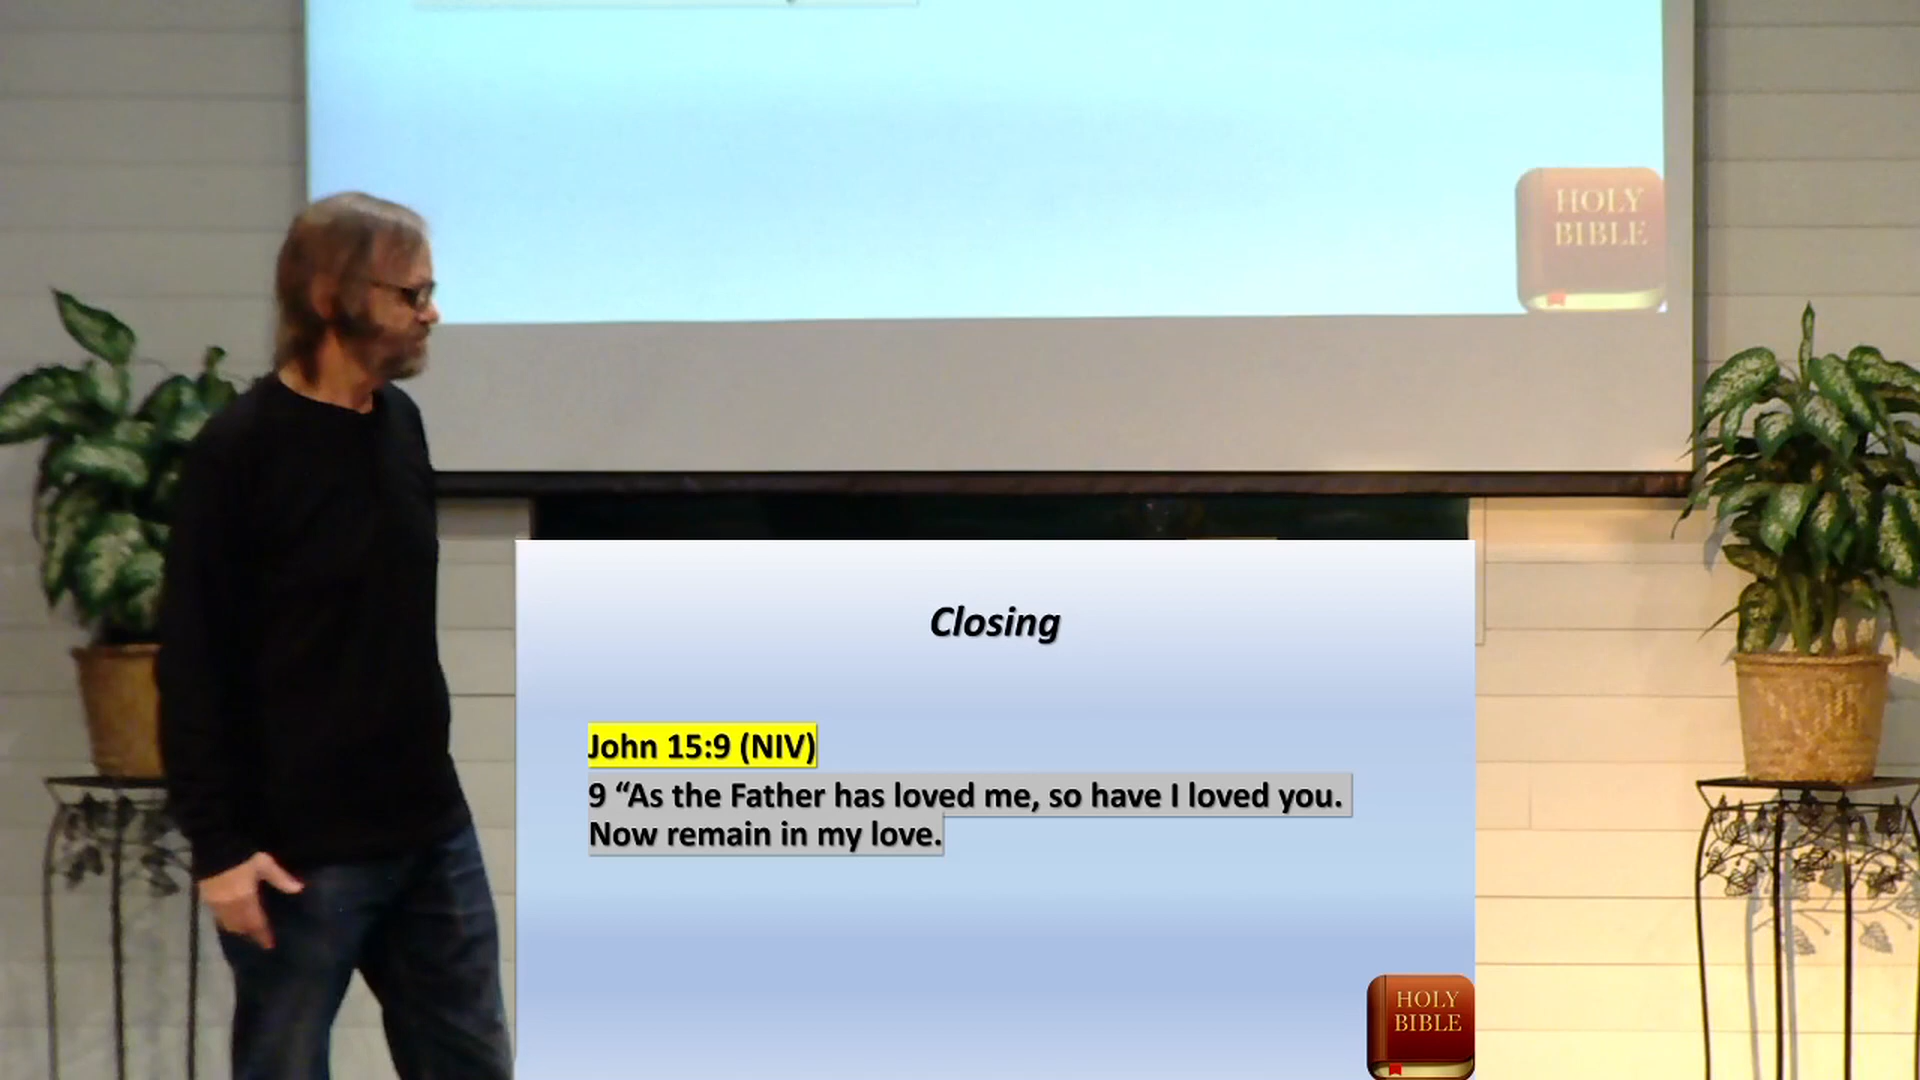 HOLY
BIBLE
Closing
John 15:9 (NIV)
9 “As the Father has loved me, so have I loved you.
Now remain in my love.
HOLY
BIBLE